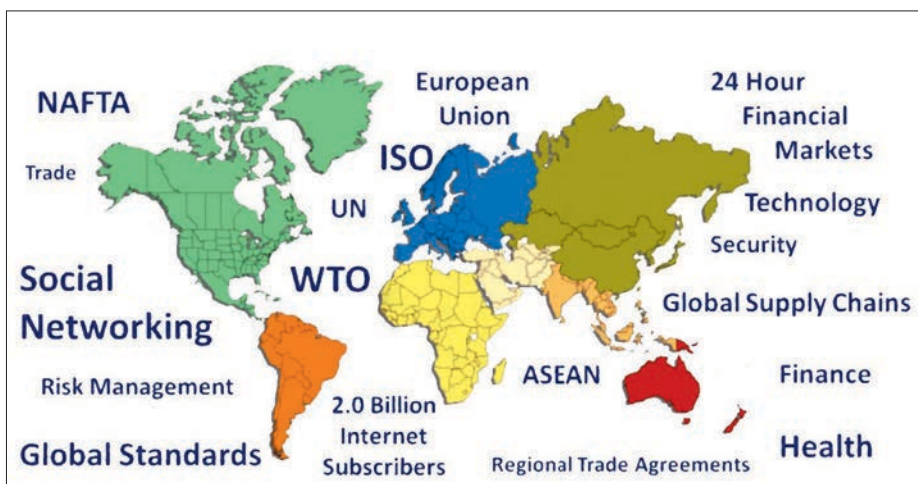 NAFTA
European
Union
24 Hour
Financial
Markets
ISO
Trade
UN
Technology
Security
WTO
Social
Networking
Global Supply Chains
Risk Management
ASEAN
Finance
2.0 Billion
Internet
Subscribers
Global Standards
Health
Regional Trade Agreements